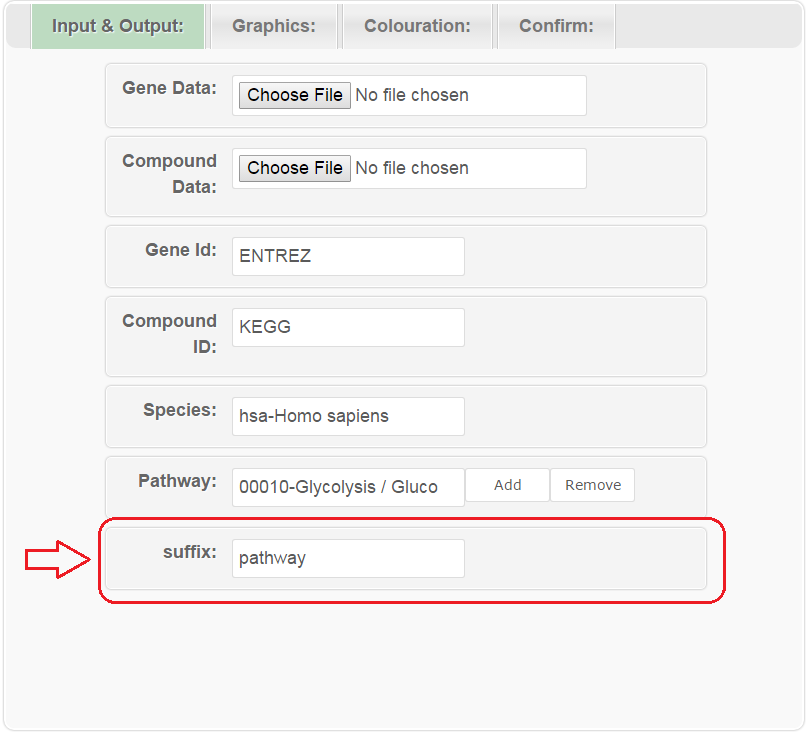 Input & Output: Graphics: Colouration: Confirm:
Gene Data: Choose File No file chosen
Compound Choose File No file chosen
Data:
Gene Id: ENTREZ
Compound KEGG
ID:
Species: hsa-Homo sapiens
Pathway: 00010-Glycolysis / Gluco Add Remove
suffix: pathway